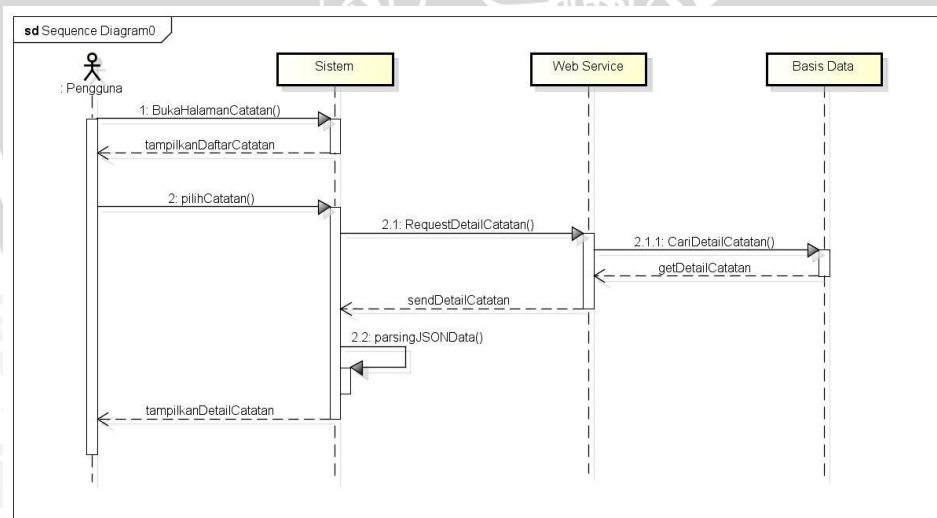 sd Sequence Diagram0
: Pengguna
Sistem
Web Service
Basis Data
1: BukaHalamanCatatan()
tampilkanDaftarCatatan
2: pilihCatatan()
2.1: RequestDetailCatatan()
2.1.1: CariDetailCatatan()
getDetailCatatan
sendDetailCatatan
2.2: parsingJSONData()
tampilkanDetailCatatan